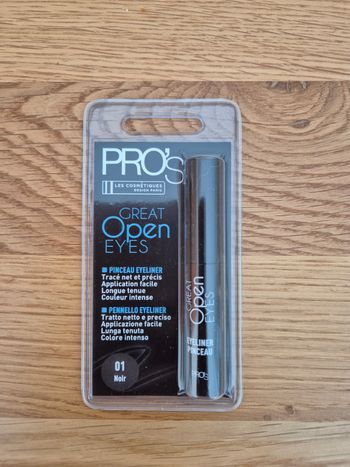 PRO'S
LES COSMÉTIQUES
DESIGN PARIS
GREAT
Open
EYES
PINCEAU EYELINER
Tracé net et précis
Application facile
Longue tenue
Couleur intense
PENNELLO EYELINER
Tratto netto e preciso
Applicazione facile
Lunga tenuta
Colore intenso
01
Noir
GREAT
Open
EYES
EYELINER
PINCEAU
PRO'S